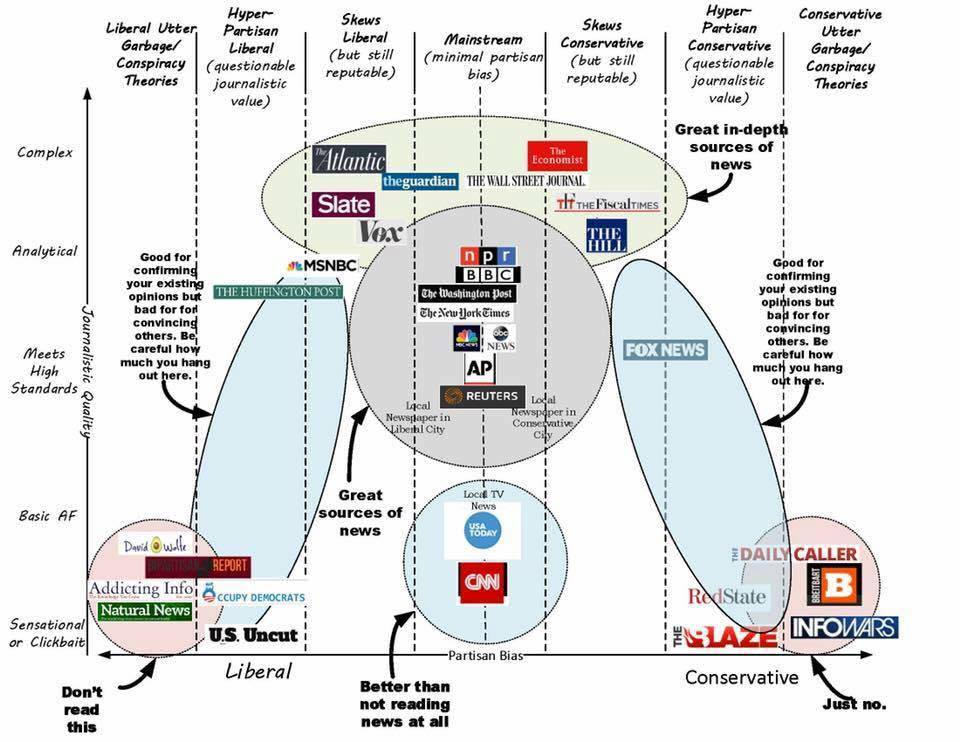 Liberal Utter
Garbage/
Conspiracy
Theories
Hyper-
Partisan
Liberal
(questionable
journalistic
value)
Skews
Liberal
(but still
reputable)
Mainstream
(minimal partisan
bias)
Skews
Conservative
(but still
reputable)
Hyper-
Partisan
Conservative
(questionable
journalistic
value)
Conservative
Utter
Garbage/
Conspiracy
Theories
Complex
Analytical
Meets
High
Standards
Basic AF
Sensational
or Clickbait
Journalistic Quality
Great in-depth
sources of
news
The
Atlantic
theguardian
The
Economist
THE WALL STREET JOURNAL.
Slate
TFT THE FISCAL TIMES
Vox
THE
HILL
Good for
confirming
your existing
opinions but
bad for for
convincing
others. Be
careful how
much you hang
out here.
MSNBC
THE HUFFINGTON POST
npr
BBC
The Washington Post
The New York Times
NBC NEWS
abc
NEWS
AP
REUTERS
Local
Newspaper in
Liberal City
Local
Newspaper in
Conservative
City
FOX NEWS
Good for
confirming
your existing
opinions but
bad for for
convincing
others. Be
careful how
much you hang
out here.
Great
sources of
news
Local TV
News
USA
TODAY
CNN
David Wolfe
BIPARTISAN REPORT
Addicting Info
Natural News
OCCUPY DEMOCRATS
U.S. Uncut
THE DAILY CALLER
BREITBART
B
RedState
THE BLAZE
INFOWARS
Partisan Bias
Liberal
Conservative
Don't
read
this
Better than
not reading
news at all
Just no.